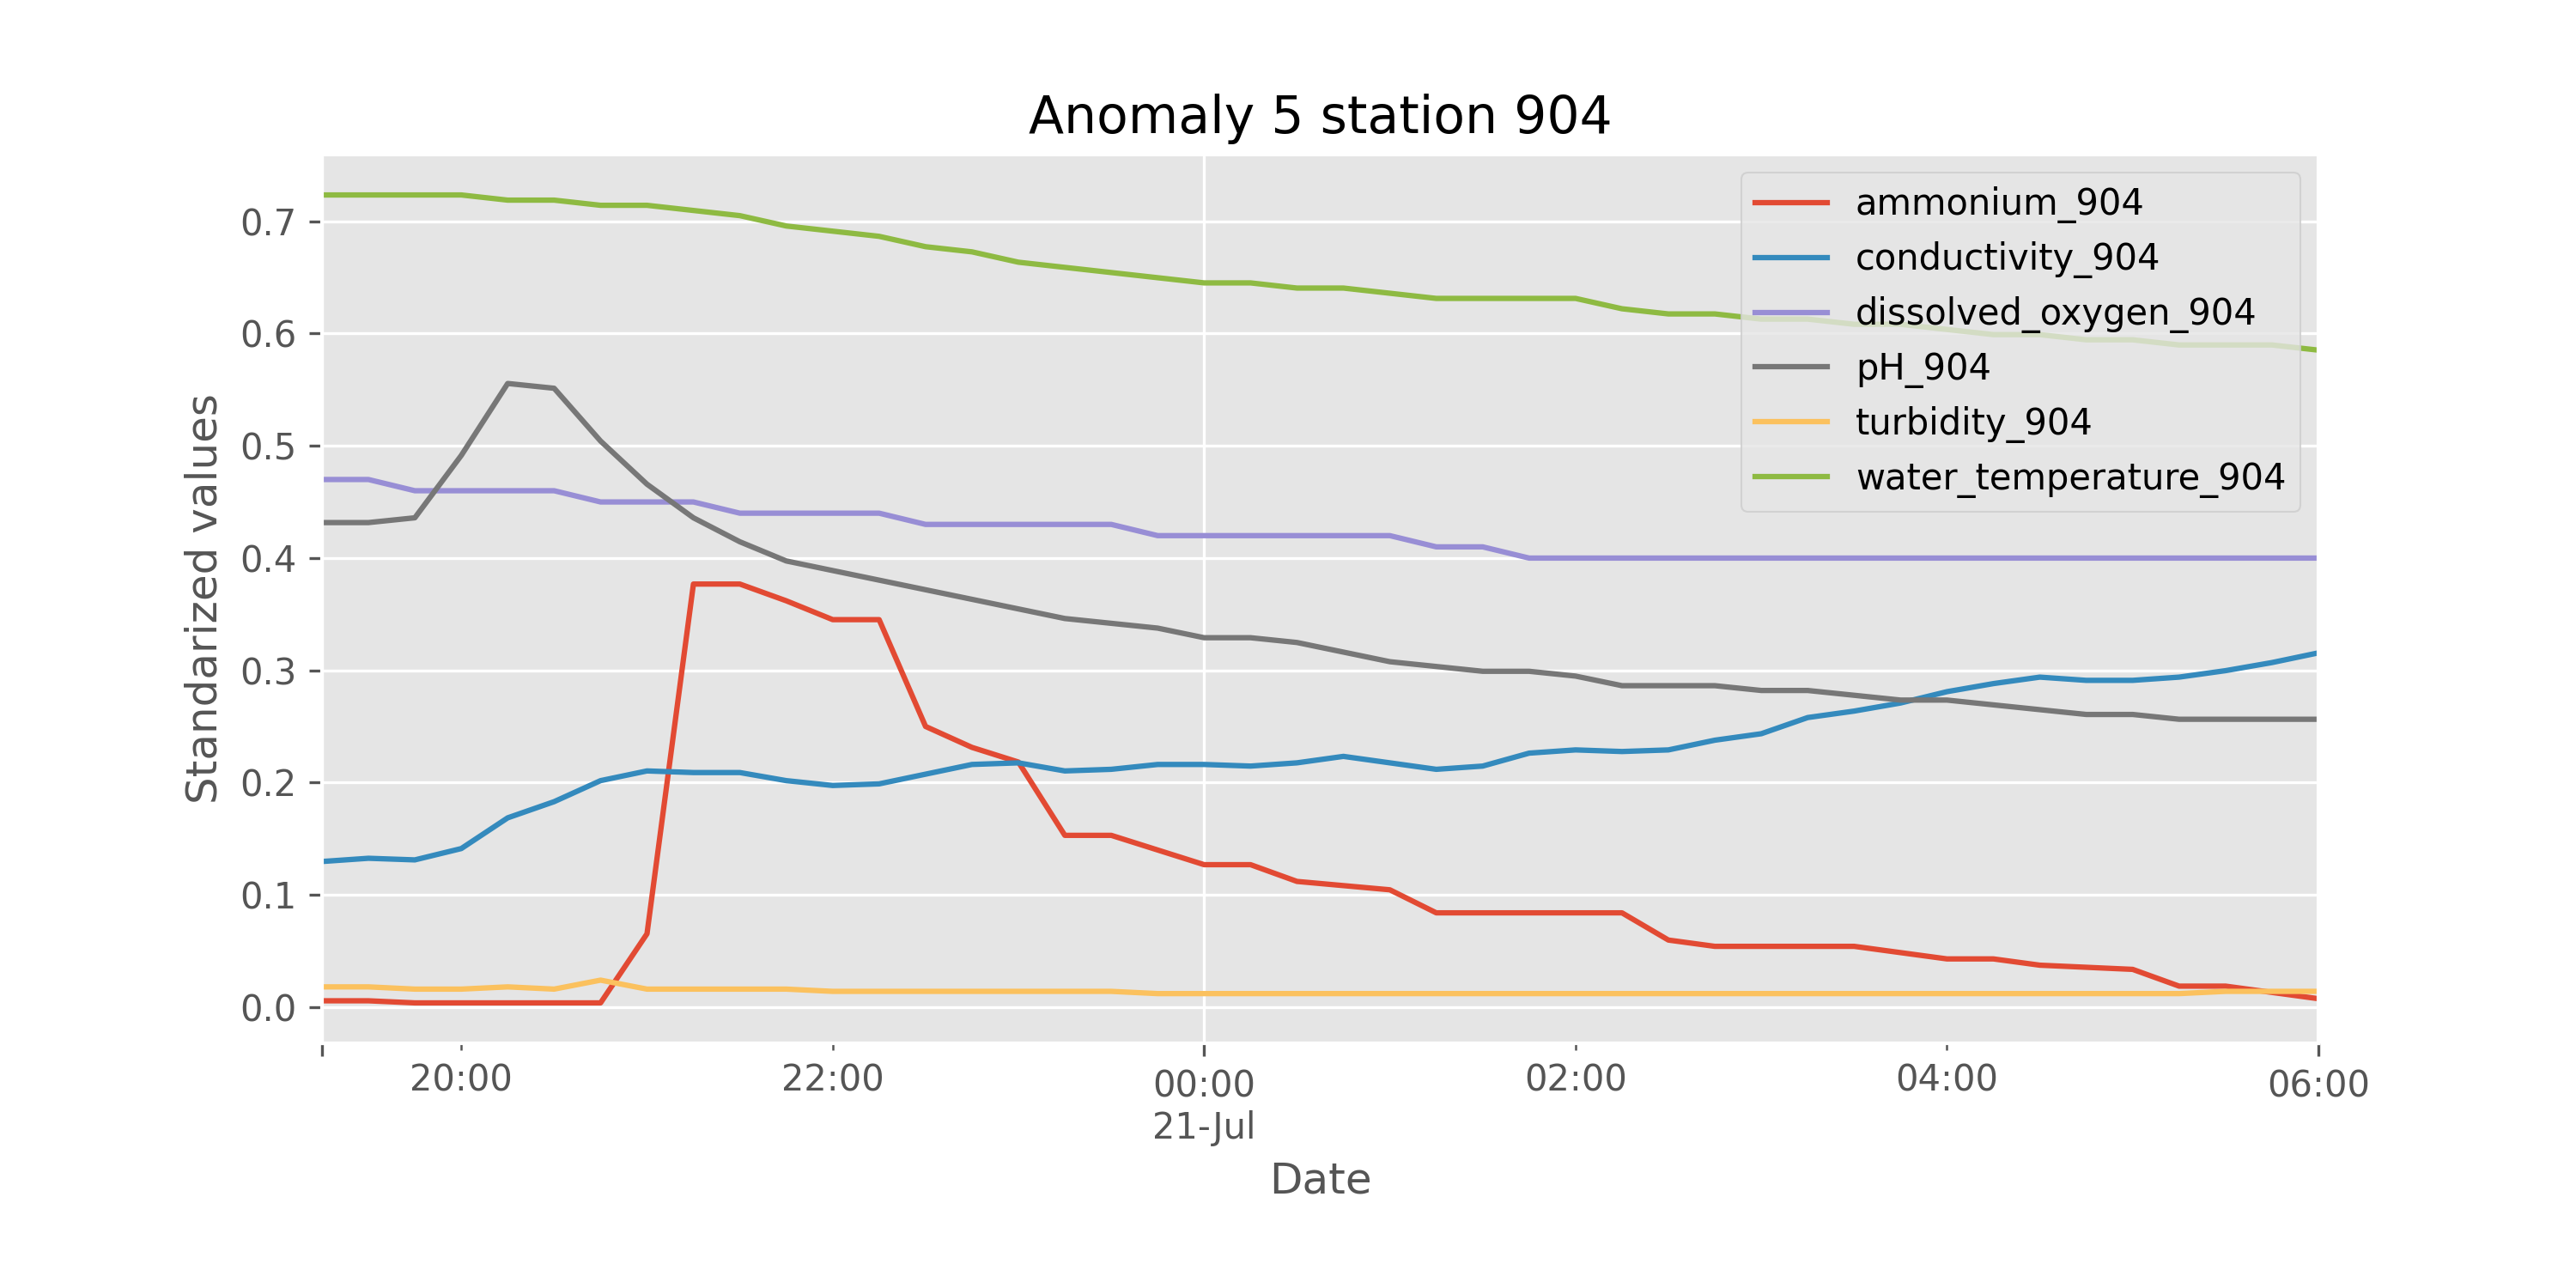 Anomaly 5 station 904
Standarized values
0.7
0.6
0.5
0.4
0.3
0.2
0.1
0.0
ammonium_904
conductivity_904
dissolved_oxygen_904
pH_904
turbidity_904
water_temperature_904
20:00
22:00
00:00
21-Jul
02:00
04:00
06:00
Date